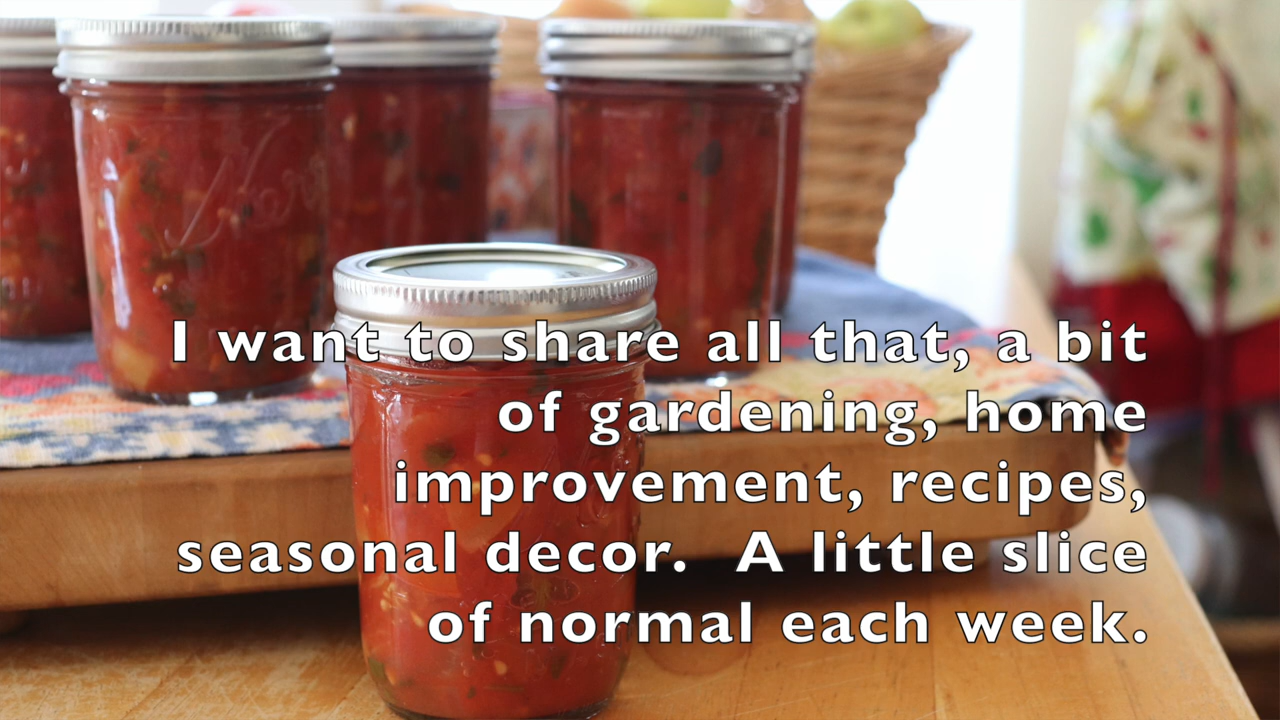 I want to share all that, a bit
of gardening, home
improvement, recipes,
seasonal decor.  A little slice
of normal each week.